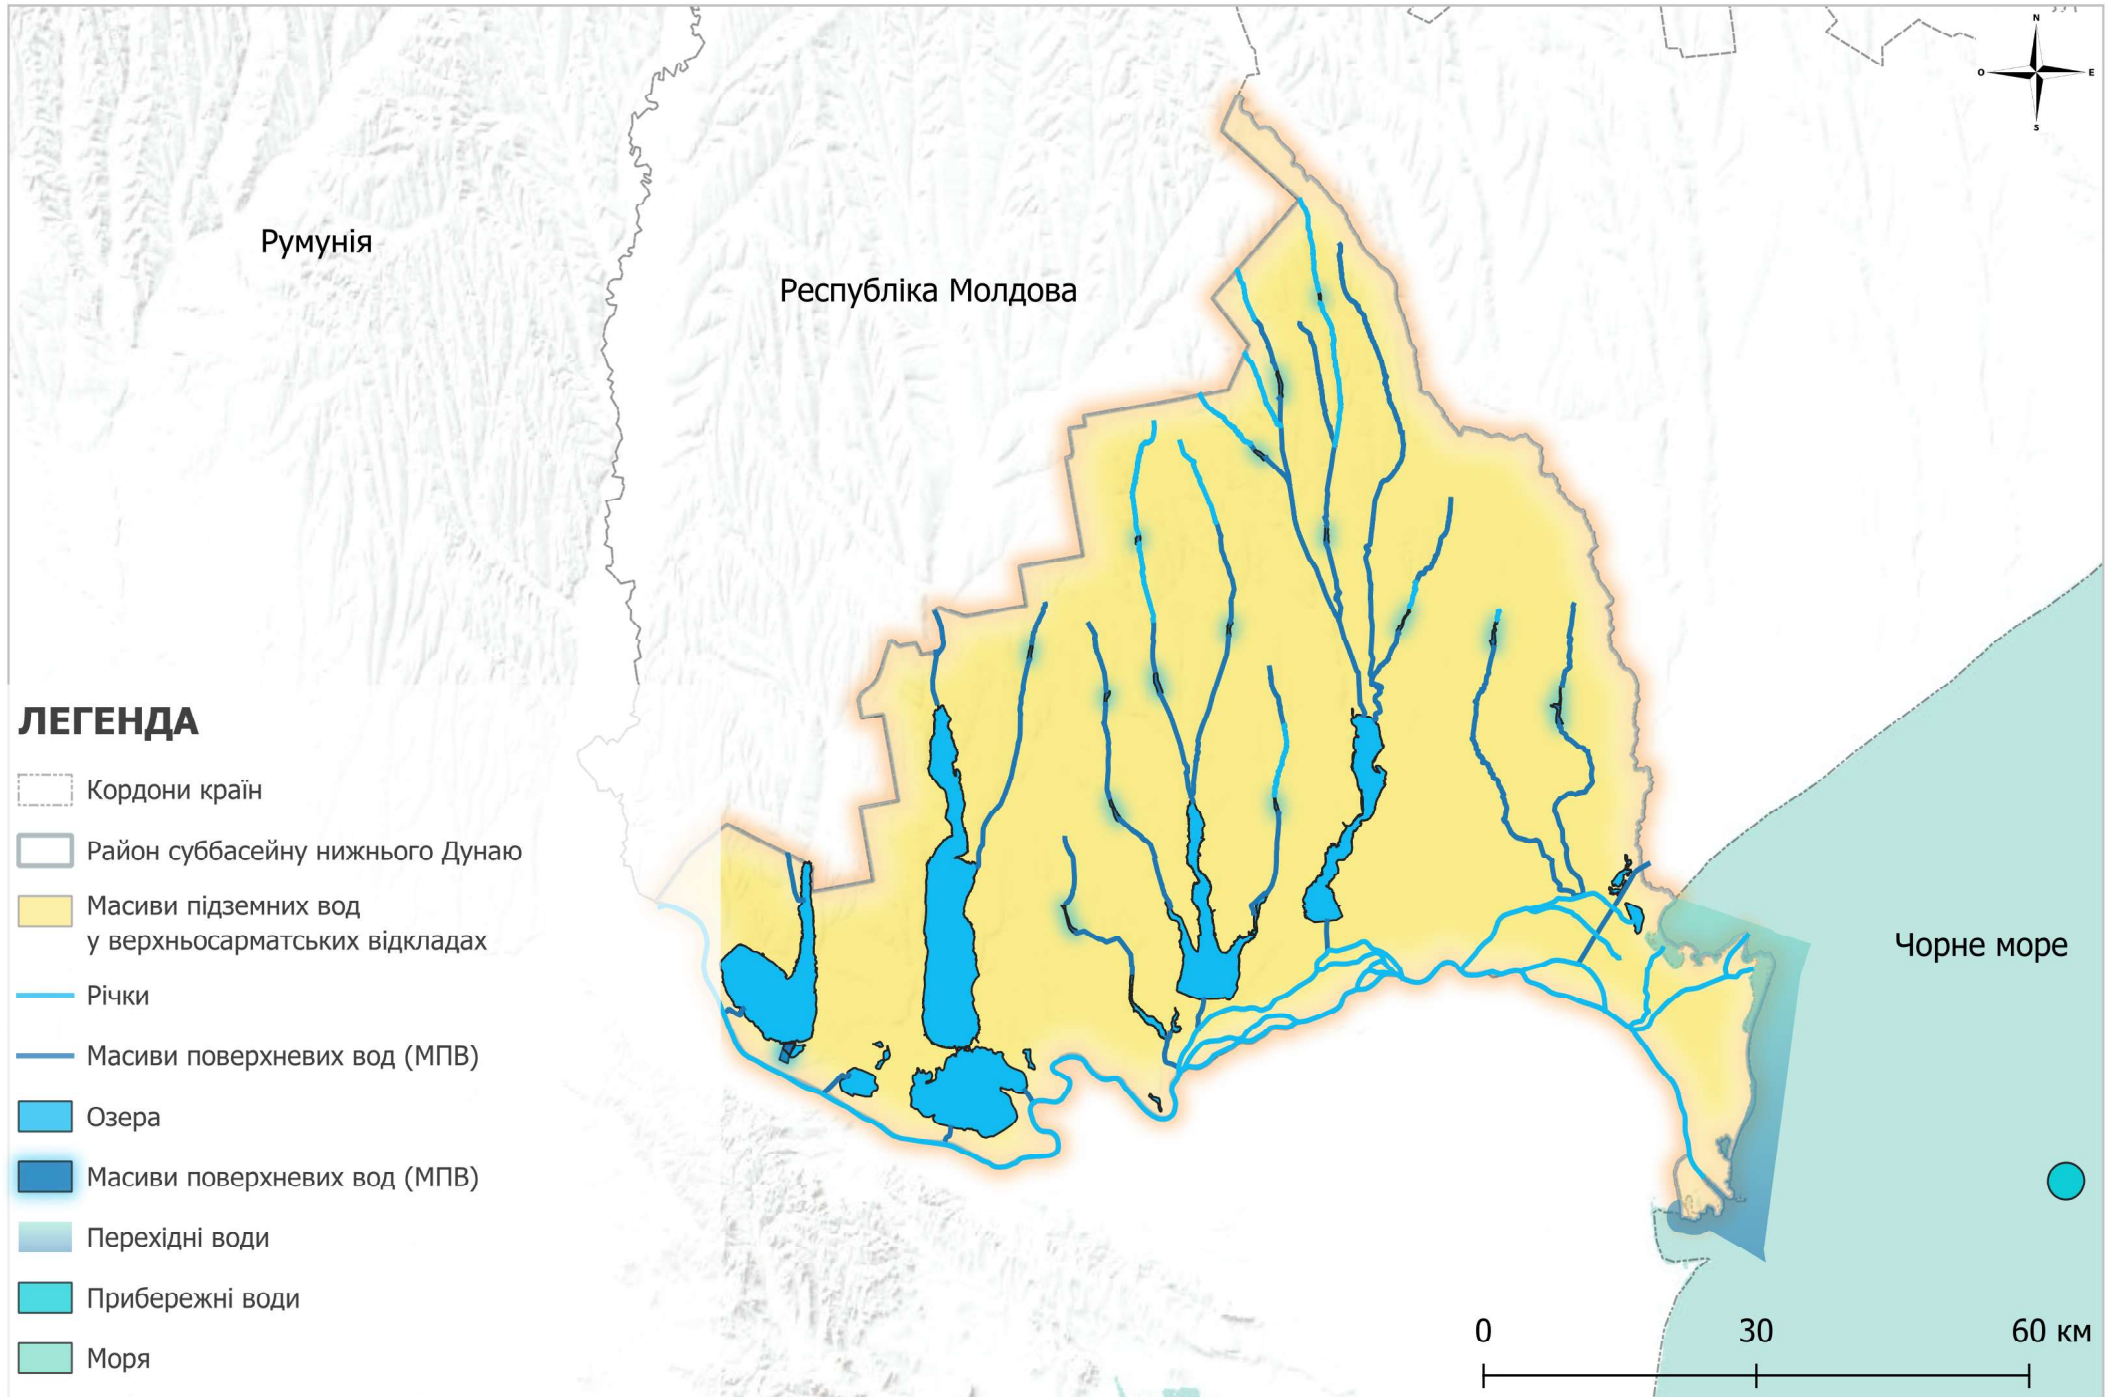 N
O
E
S
Румунія
Республіка Молдова
ЛЕГЕНДА
Кордони країн
Район суббасейну нижнього Дунаю
Масиви підземних вод
у верхньосарматських відкладах
Річки
Масиви поверхневих вод (МПВ)
Озера
Масиви поверхневих вод (МПВ)
Перехідні води
Прибережні води
Моря
Чорне море
0
30
60 км